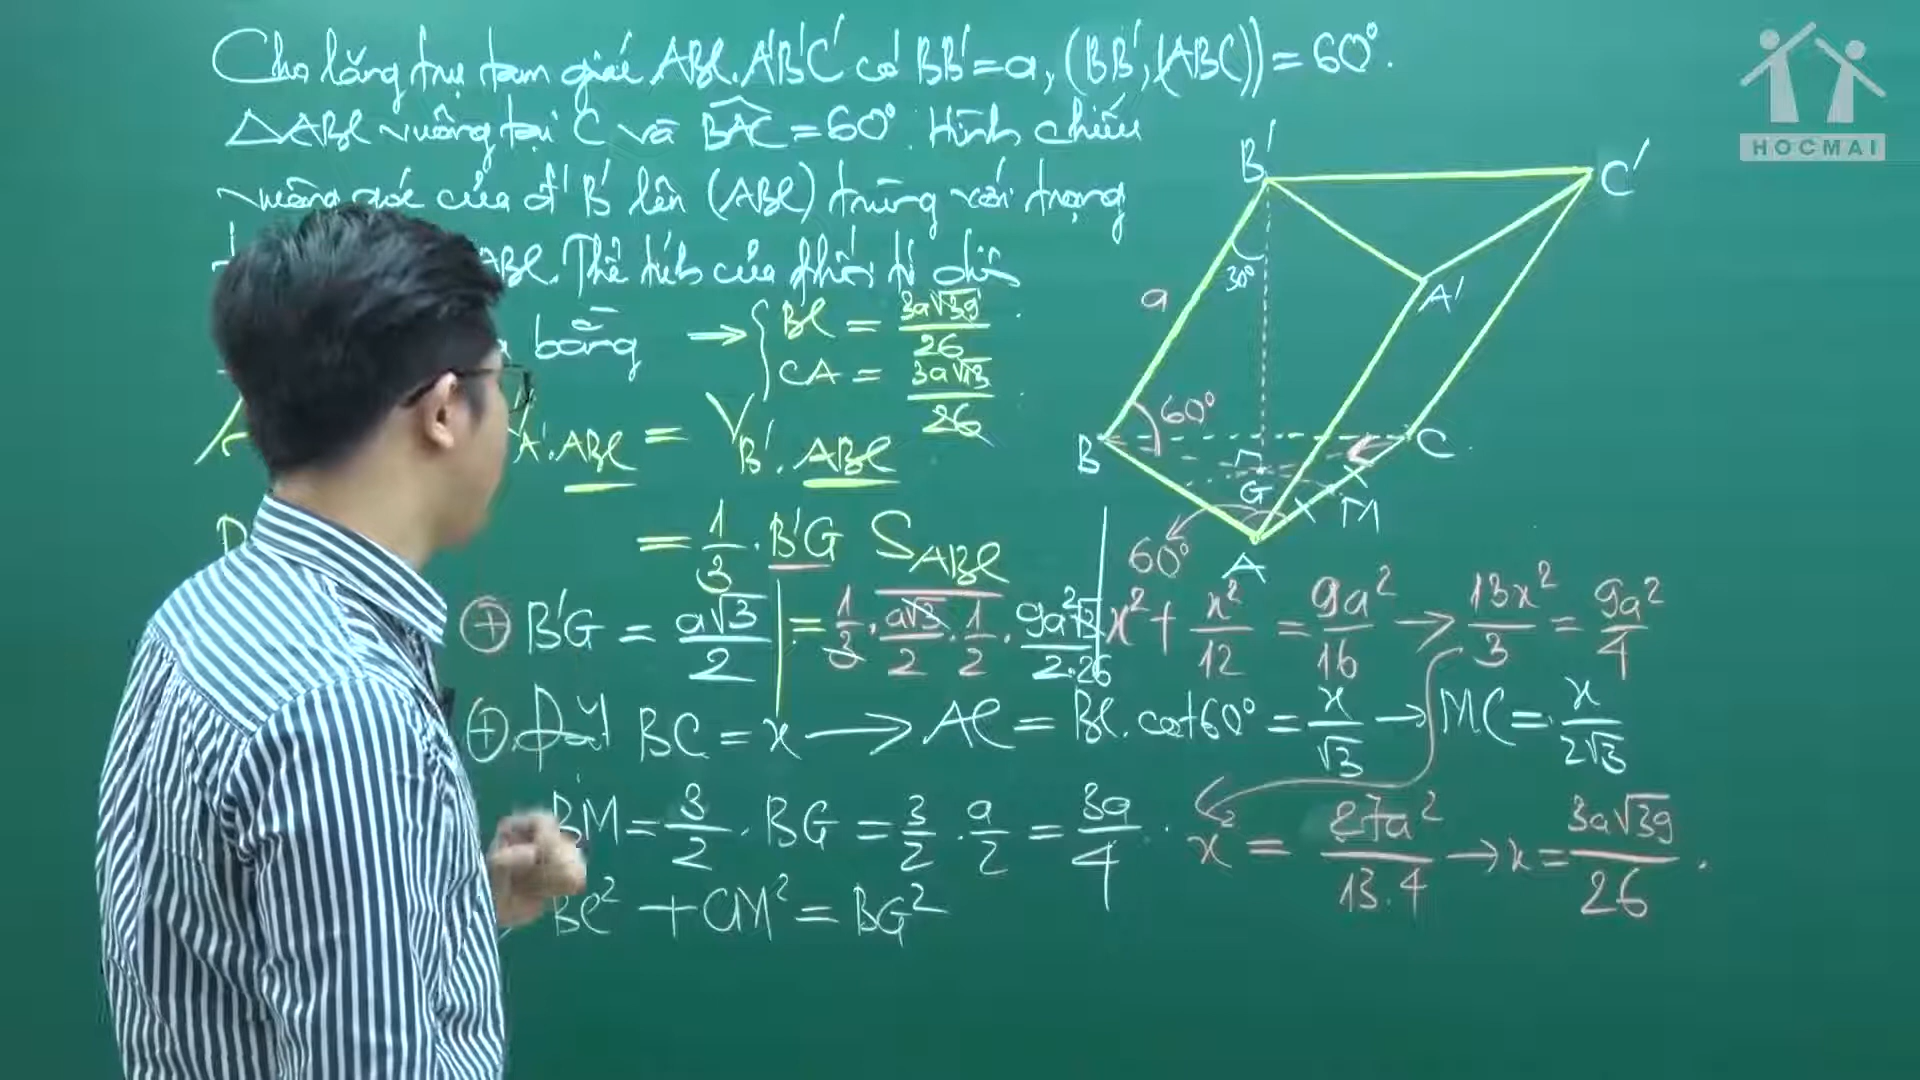 Cho lăng trụ tam giác ABC.A'B'C' có BB'=a, (BB',(ABC))=60°.
ΔABC vuông tại C và BAC=60°. Hình chiếu
vuông góc của đ' B' lên (ABC) trùng với trọng
ABC. Thể tích của khối tứ diện
bằng → { BC = 3a√39/26
CA = 3a√13/26
A'.ABC = V B'.ABC
= 1/3 . B'G S ABC
⊕ B'G = a√3/2 = 1/3 . a√3/2 . 1/2 . 9a²√3/2.26
x² + x²/12 = 9a²/16 → 13x²/3 = 9a²/4
⊕ Đặt BC = x → AC = BC.cot60° = x/√3 → MC = x/2√3
BM = 3/2 . BG = 3/2 . a/2 = 3a/4 .
x² = 27a²/13.4 → x = 3a√39/26 .
BC² + CM² = BG²
B'
C'
A'
a
30°
60°
B
C
G
M
60°
A
HOCMAI